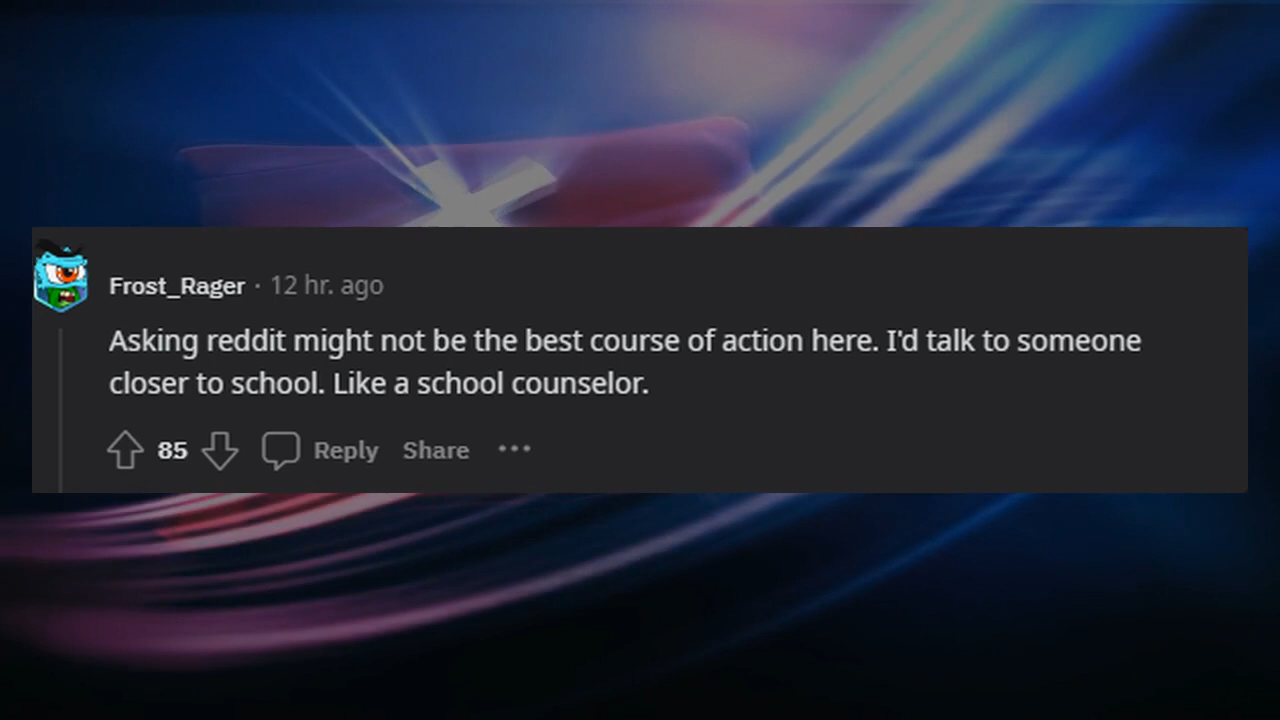 Frost_Rager · 12 hr. ago
Asking reddit might not be the best course of action here. I'd talk to someone
closer to school. Like a school counselor.
85 Reply Share ···